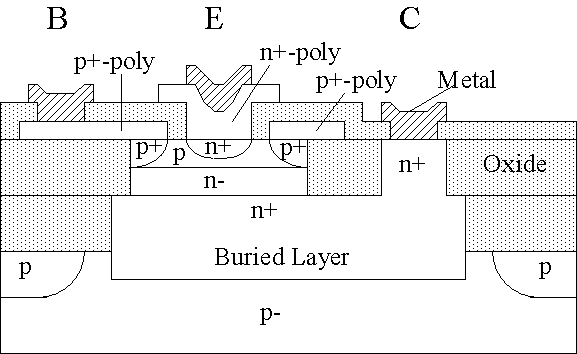 B E C
p+-poly
n+-poly
p+-poly
Metal
p+ p n+ p+ n+ Oxide
n-
n+
Buried Layer
p p
p-